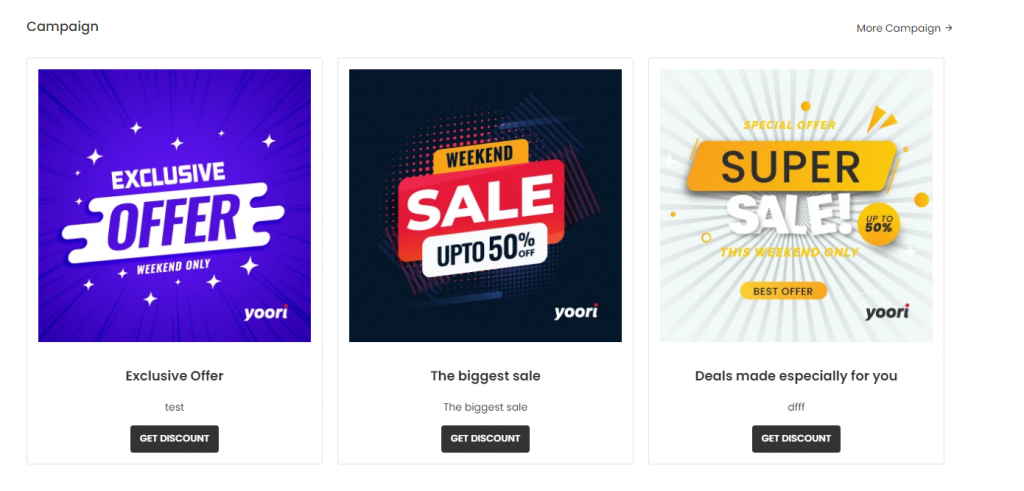 Campaign
More Campaign →
EXCLUSIVE
OFFER
WEEKEND ONLY
yoori
Exclusive Offer
test
GET DISCOUNT
WEEKEND
SALE
UPTO 50% OFF
yoori
The biggest sale
The biggest sale
GET DISCOUNT
SPECIAL OFFER
SUPER
SALE!
UP TO
50%
THIS WEEKEND ONLY
BEST OFFER
yoori
Deals made especially for you
dfff
GET DISCOUNT